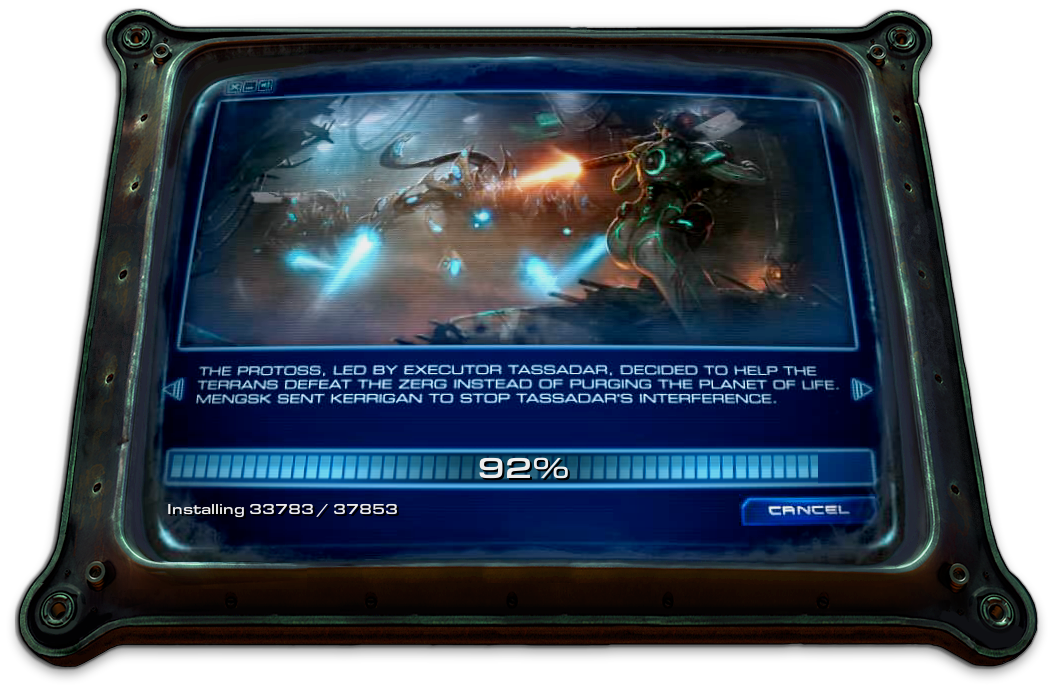 THE PROTOSS, LED BY EXECUTOR TASSADAR, DECIDED TO HELP THE
TERRANS DEFEAT THE ZERG INSTEAD OF PURGING THE PLANET OF LIFE.
MENGSK SENT KERRIGAN TO STOP TASSADAR'S INTERFERENCE.
92%
Installing 33783 / 37853
CANCEL